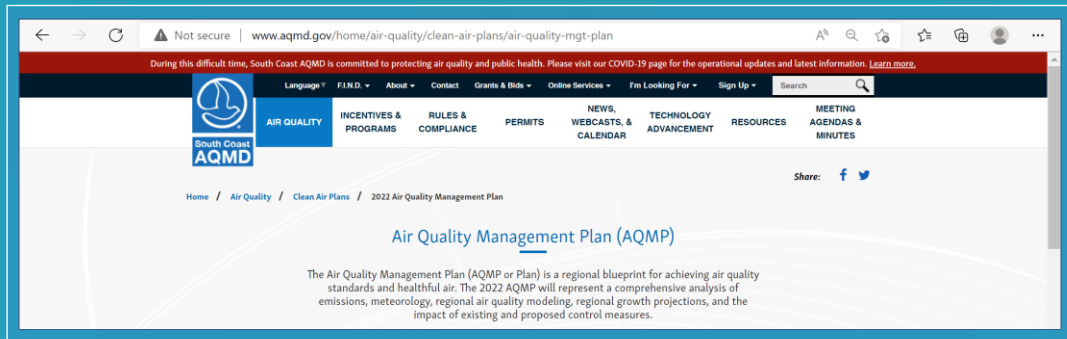 Not secure www.aqmd.gov/home/air-quality/clean-air-plans/air-quality-mgt-plan
During this difficult time, South Coast AQMD is committed to protecting air quality and public health. Please visit our COVID-19 page for the operational updates and latest information. Learn more.
Language F.I.N.D. About Contact Grants & Bids Online Services I'm Looking For Sign Up Search
AIR QUALITY
INCENTIVES &
PROGRAMS
RULES &
COMPLIANCE
PERMITS
NEWS,
WEBCASTS, &
CALENDAR
TECHNOLOGY
ADVANCEMENT
RESOURCES
MEETING
AGENDAS &
MINUTES
South Coast
AQMD
Share:
Home / Air Quality / Clean Air Plans / 2022 Air Quality Management Plan
Air Quality Management Plan (AQMP)
The Air Quality Management Plan (AQMP or Plan) is a regional blueprint for achieving air quality
standards and healthful air. The 2022 AQMP will represent a comprehensive analysis of
emissions, meteorology, regional air quality modeling, regional growth projections, and the
impact of existing and proposed control measures.